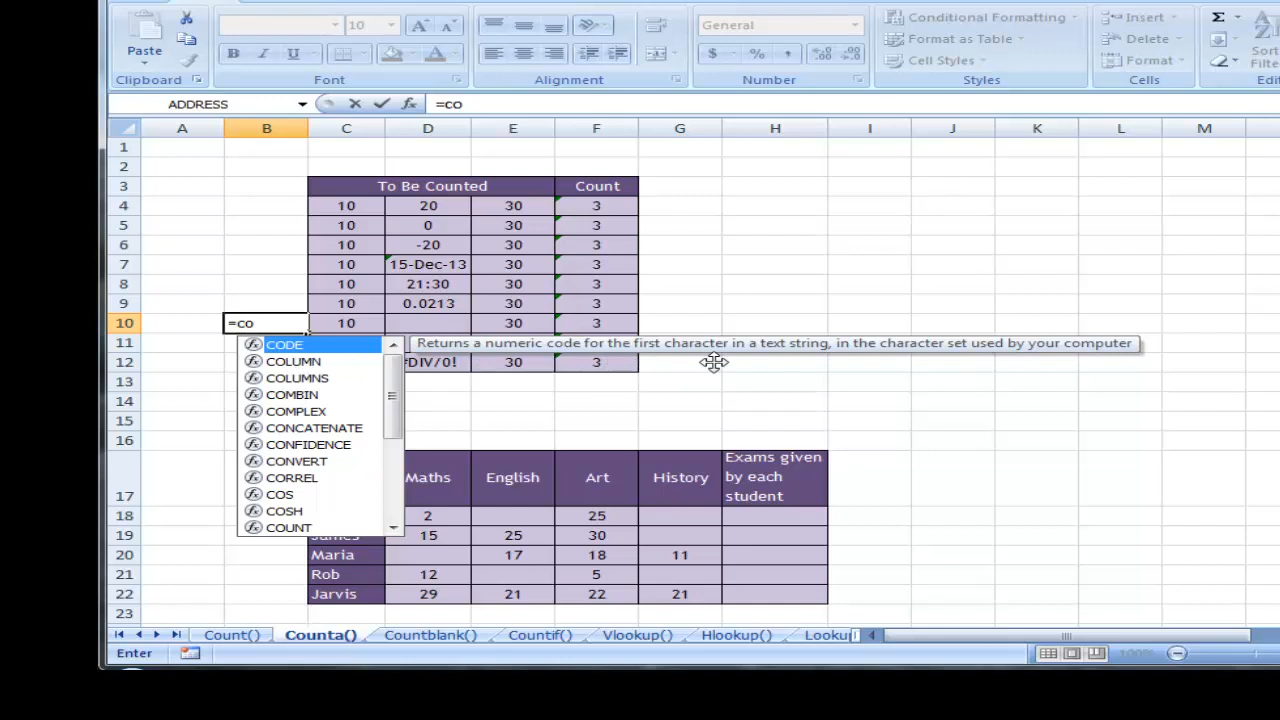 10 A A General Conditional Formatting Insert Σ
Paste Format as Table Delete Sort
B I U A $ % , Cell Styles Format Filter
Clipboard Font Alignment Number Styles Cells
ADDRESS fx =co
A B C D E F G H I J K L M
1
2
3 To Be Counted Count
4 10 20 30 3
5 10 0 30 3
6 10 -20 30 3
7 10 15-Dec-13 30 3
8 10 21:30 30 3
9 10 0.0213 30 3
10 =co 10 30 3
11 CODE Returns a numeric code for the first character in a text string, in the character set used by your computer
12 COLUMN #DIV/0! 30 3
13 COLUMNS
14 COMBIN
15 COMPLEX
CONCATENATE
16 CONFIDENCE
CONVERT
17 CORREL Maths English Art History Exams given
by each
student
COS
18 COSH 2 25
COUNT
19 James 15 25 30
20 Maria 17 18 11
21 Rob 12 5
22 Jarvis 29 21 22 21
23
Count() Counta() Countblank() Countif() Vlookup() Hlookup() Lookup
Enter 100%